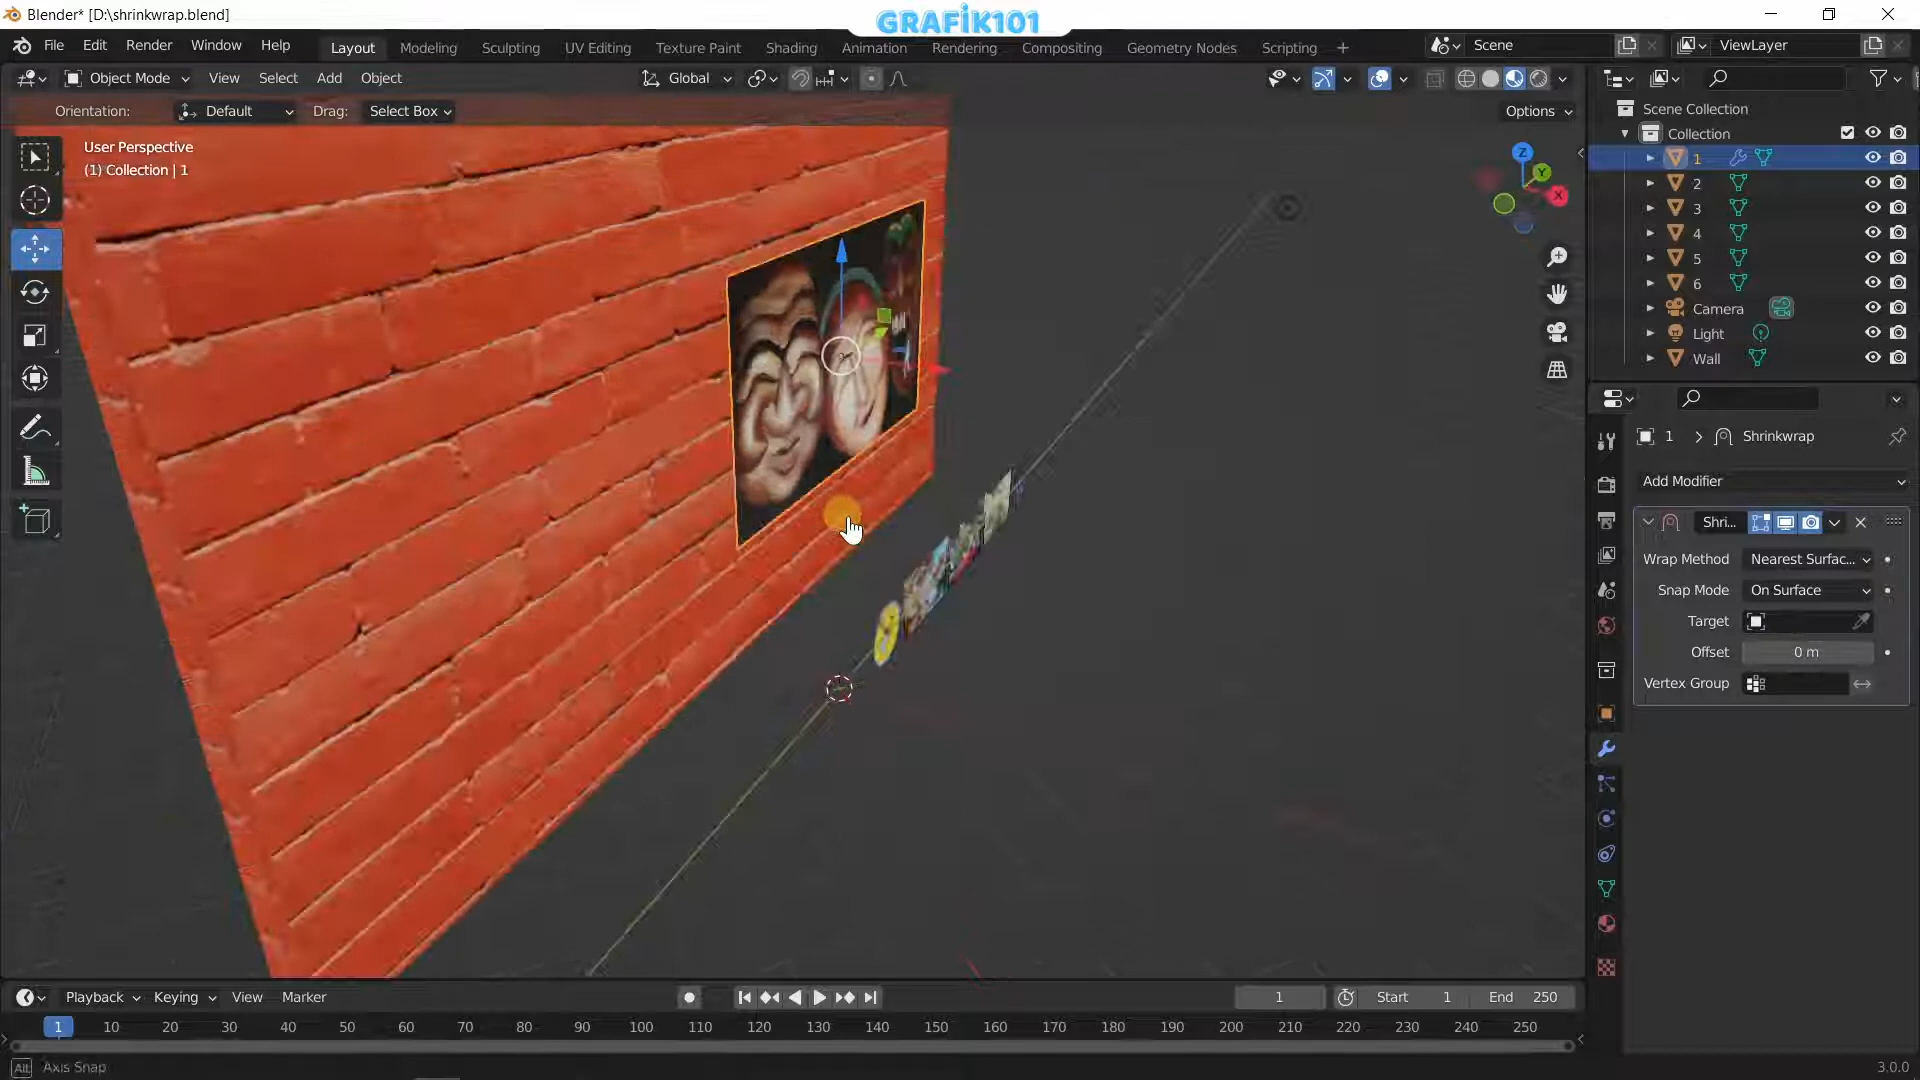 Blender* [D:\shrinkwrap.blend]
GRAFİK101
File Edit Render Window Help
Layout Modeling Sculpting UV Editing Texture Paint Shading Animation Rendering Compositing Geometry Nodes Scripting +
Scene
ViewLayer
Object Mode View Select Add Object
Global
Orientation: Default Drag: Select Box
Options
User Perspective
(1) Collection | 1
Z
Y
X
Scene Collection
Collection
1
2
3
4
5
6
Camera
Light
Wall
1 > Shrinkwrap
Add Modifier
Shri...
Wrap Method Nearest Surfac...
Snap Mode On Surface
Target
Offset 0 m
Vertex Group
Playback Keying View Marker
1
Start 1
End 250
1 10 20 30 40 50 60 70 80 90 100 110 120 130 140 150 160 170 180 190 200 210 220 230 240 250
Alt Axis Snap
3.0.0